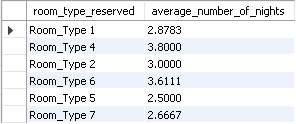 room_type_reserved average_number_of_nights
Room_Type 1 2.8783
Room_Type 4 3.8000
Room_Type 2 3.0000
Room_Type 6 3.6111
Room_Type 5 2.5000
Room_Type 7 2.6667